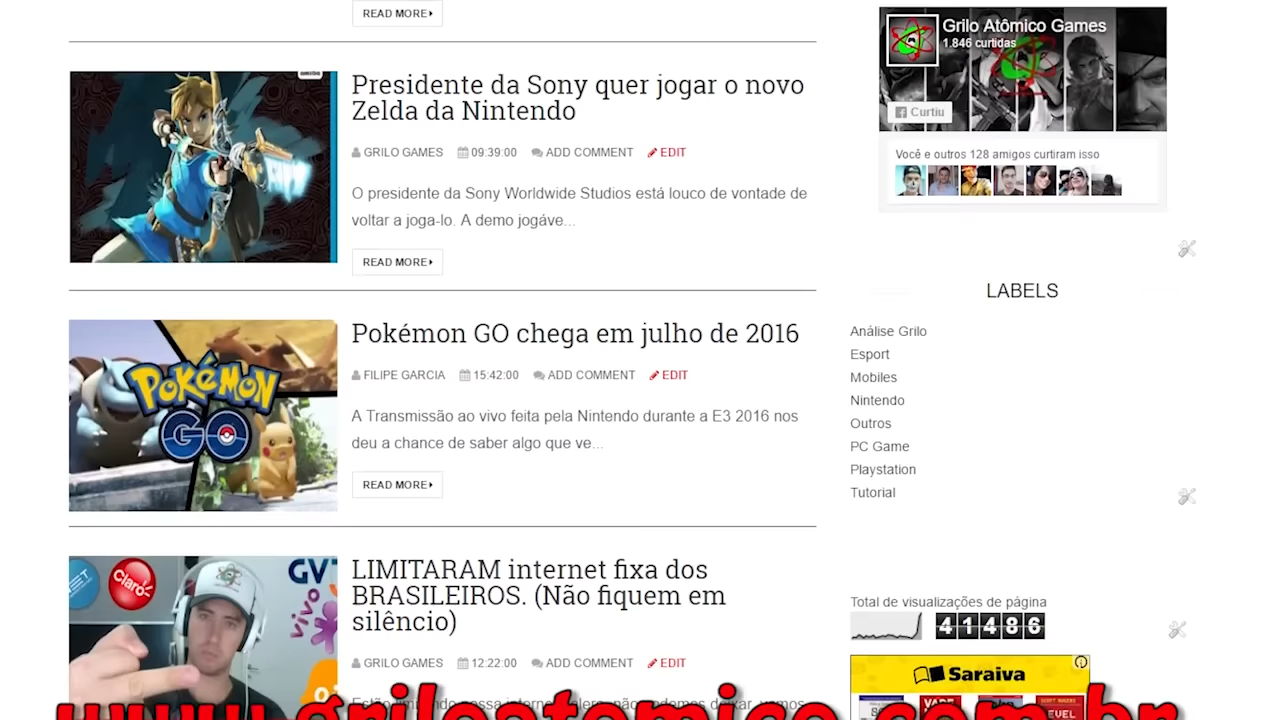 READ MORE
Presidente da Sony quer jogar o novo
Zelda da Nintendo
GRILO GAMES 09:39:00 ADD COMMENT EDIT
O presidente da Sony Worldwide Studios está louco de vontade de
voltar a joga-lo. A demo jogáve...
READ MORE
POKÉMON
GO
Pokémon GO chega em julho de 2016
FILIPE GARCIA 15:42:00 ADD COMMENT EDIT
A Transmissão ao vivo feita pela Nintendo durante a E3 2016 nos
deu a chance de saber algo que ve...
READ MORE
Claro
GVT
vivo
LIMITARAM internet fixa dos
BRASILEIROS. (Não fiquem em
silêncio)
GRILO GAMES 12:22:00 ADD COMMENT EDIT
www.griloatomico.com.br
Grilo Atômico Games
1.846 curtidas
Curtiu
Você e outros 128 amigos curtiram isso
LABELS
Análise Grilo
Esport
Mobiles
Nintendo
Outros
PC Game
Playstation
Tutorial
Total de visualizações de página
41486
Saraiva